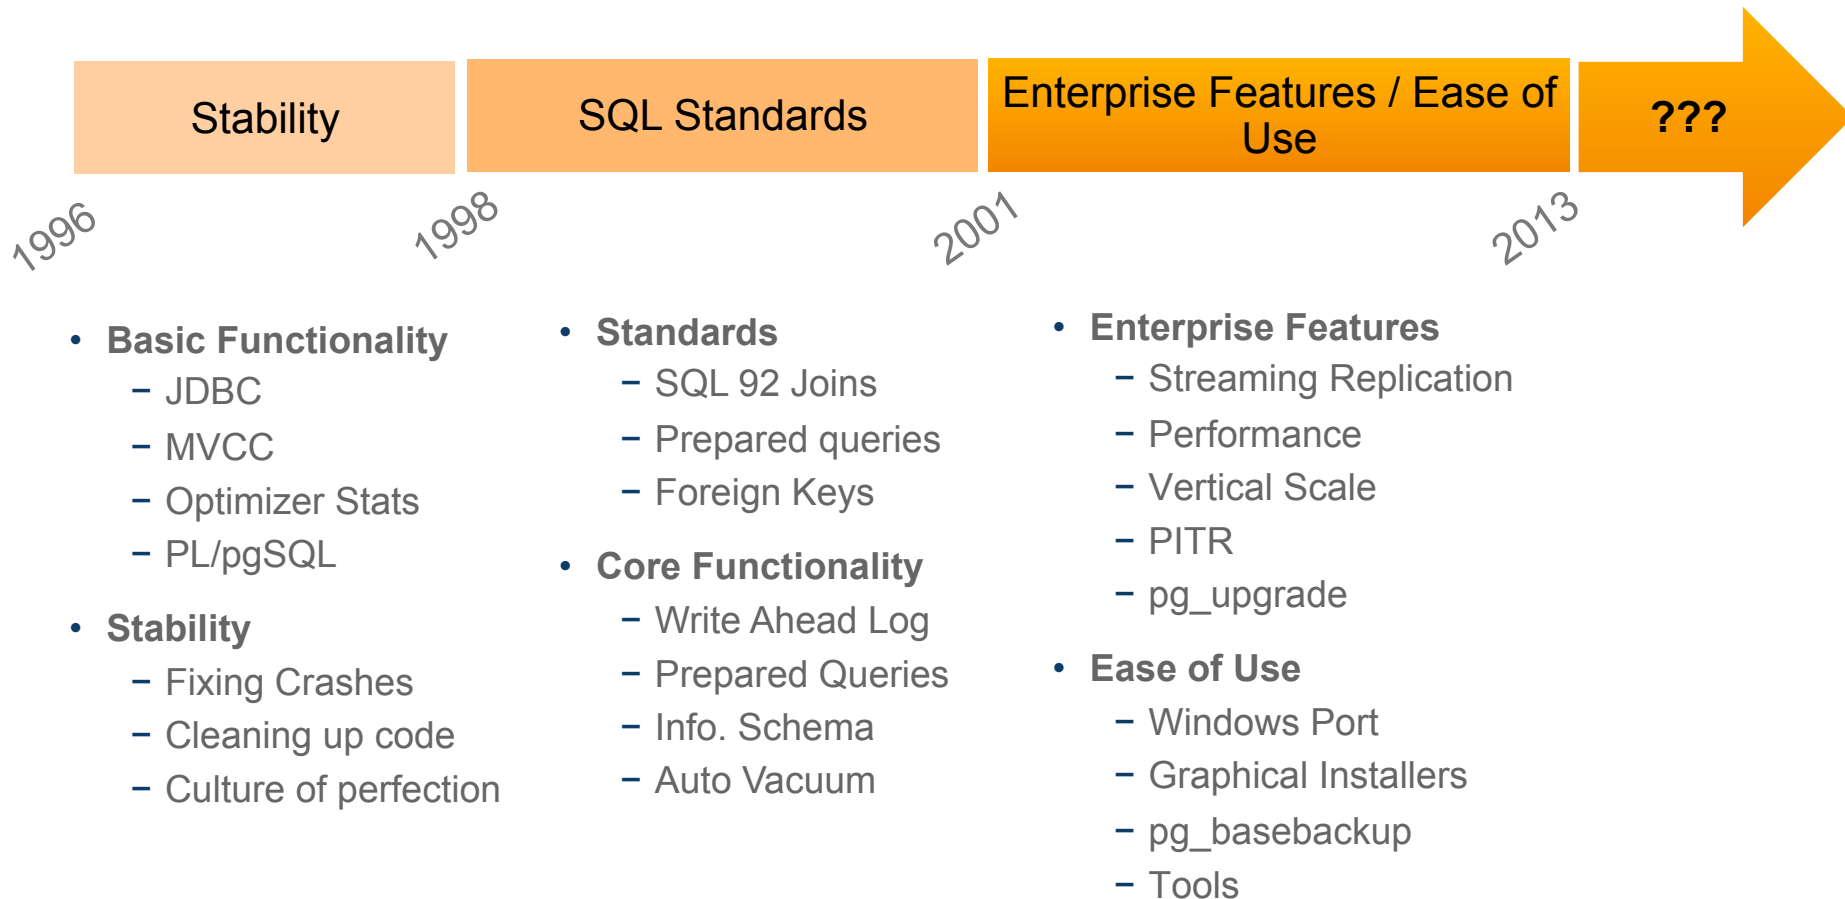 Stability
SQL Standards
Enterprise Features / Ease of
Use
???
1996
1998
2001
2013
• Basic Functionality
– JDBC
– MVCC
– Optimizer Stats
– PL/pgSQL
• Stability
– Fixing Crashes
– Cleaning up code
– Culture of perfection
• Standards
– SQL 92 Joins
– Prepared queries
– Foreign Keys
• Core Functionality
– Write Ahead Log
– Prepared Queries
– Info. Schema
– Auto Vacuum
• Enterprise Features
– Streaming Replication
– Performance
– Vertical Scale
– PITR
– pg_upgrade
• Ease of Use
– Windows Port
– Graphical Installers
– pg_basebackup
– Tools